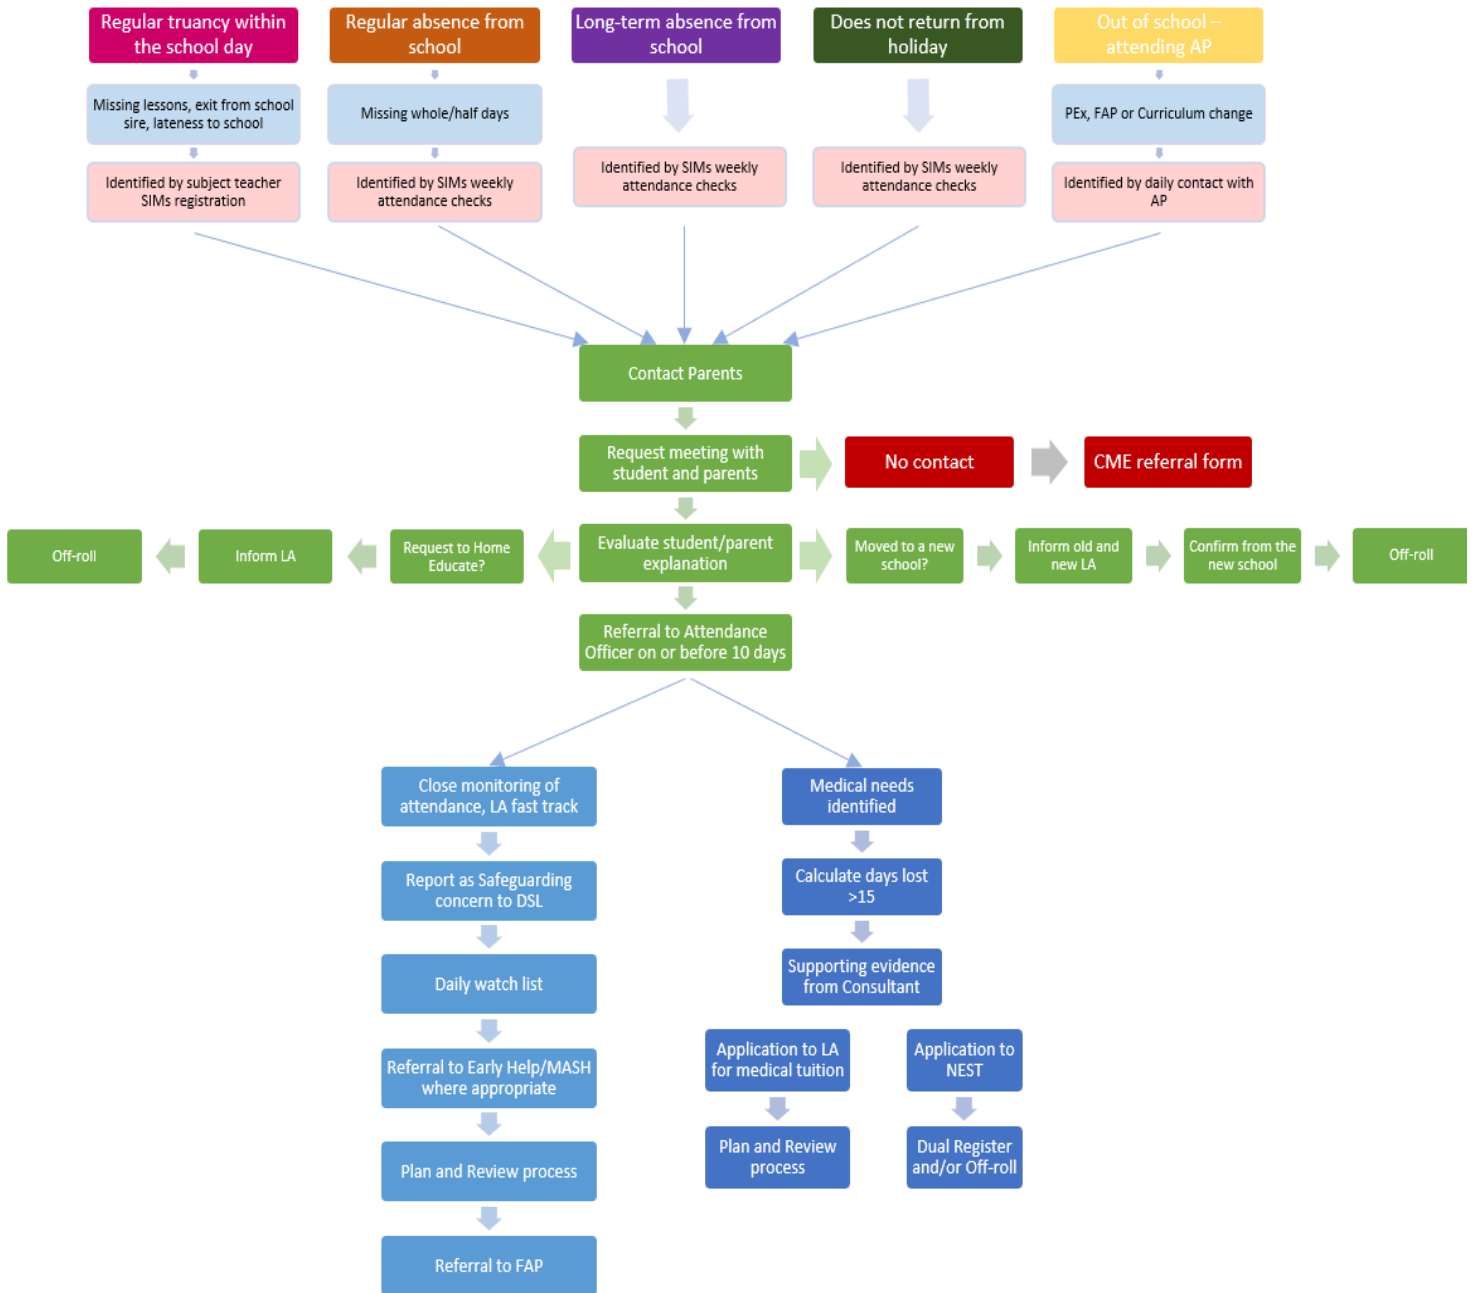 Regular truancy within
the school day
Regular absence from
school
Long-term absence from
school
Does not return from
holiday
Out of school –
attending AP
Missing lessons, exit from school
sire, lateness to school
Missing whole/half days
PEx, FAP or Curriculum change
Identified by subject teacher
SIMs registration
Identified by SIMs weekly
attendance checks
Identified by SIMs weekly
attendance checks
Identified by SIMs weekly
attendance checks
Identified by daily contact with
AP
Contact Parents
Request meeting with
student and parents
No contact
CME referral form
Off-roll
Inform LA
Request to Home
Educate?
Evaluate student/parent
explanation
Moved to a new
school?
Inform old and
new LA
Confirm from the
new school
Off-roll
Referral to Attendance
Officer on or before 10 days
Close monitoring of
attendance, LA fast track
Report as Safeguarding
concern to DSL
Daily watch list
Referral to Early Help/MASH
where appropriate
Plan and Review process
Referral to FAP
Medical needs
identified
Calculate days lost
>15
Supporting evidence
from Consultant
Application to LA
for medical tuition
Plan and Review
process
Application to
NEST
Dual Register
and/or Off-roll